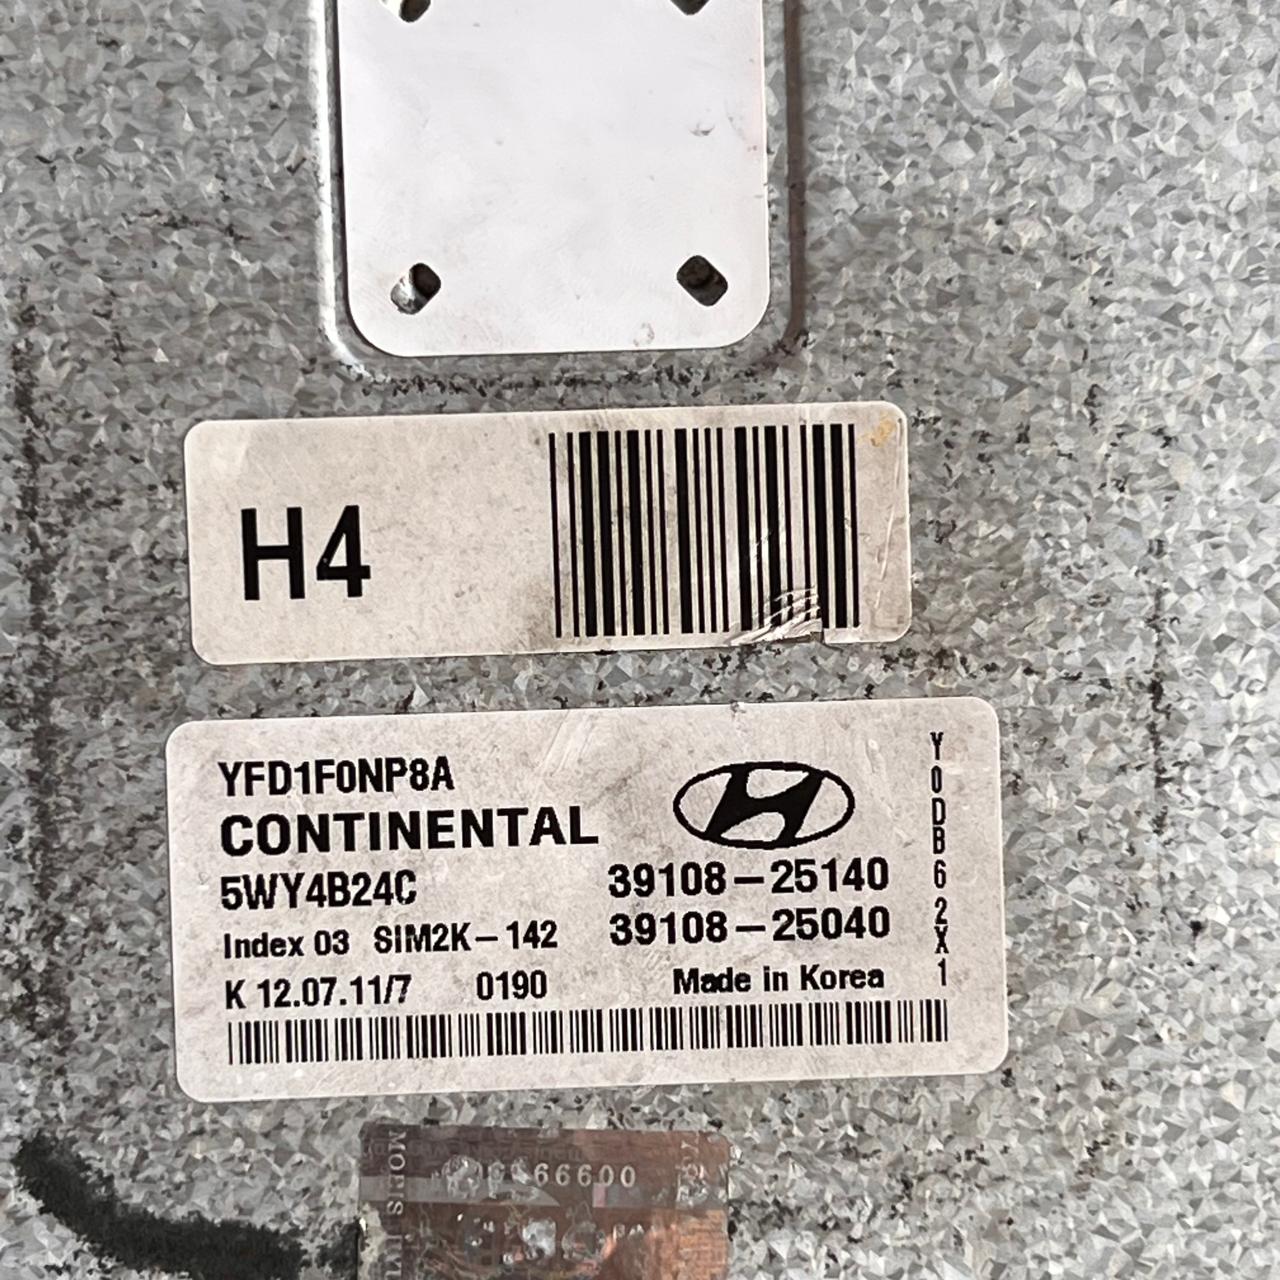 H4
YFD1F0NP8A
CONTINENTAL
5WY4B24C
39108-25140
Index 03 SIM2K-142
39108-25040
K 12.07.11/7 0190 Made in Korea
Y0DB62X1
66600
MOBIS